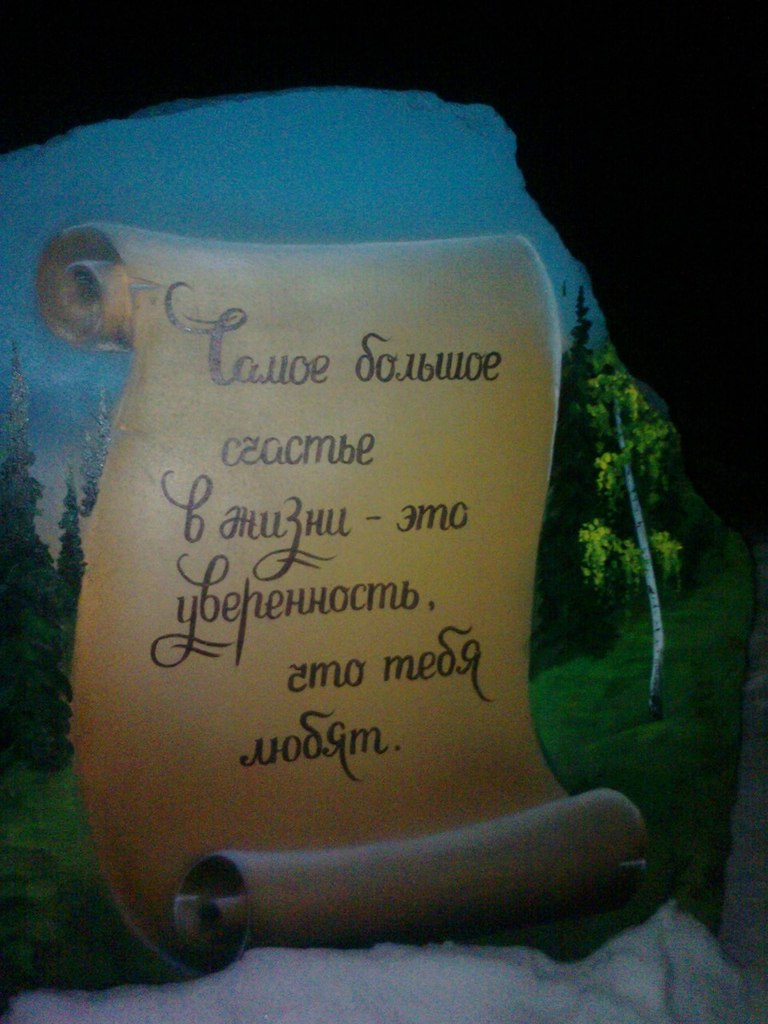 Самое большое
счастье
в жизни - это
уверенность,
что тебя
любят.